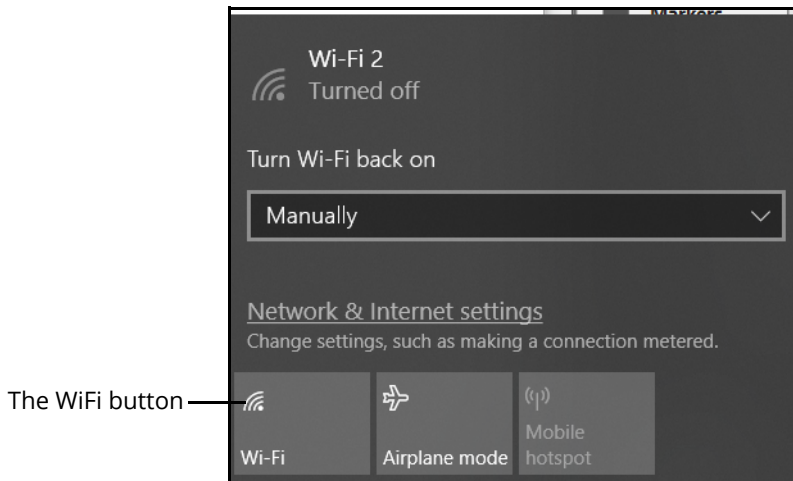 Markers
Wi-Fi 2
Turned off
Turn Wi-Fi back on
Manually
Network & Internet settings
Change settings, such as making a connection metered.
The WiFi button
Wi-Fi
Airplane mode
Mobile
hotspot